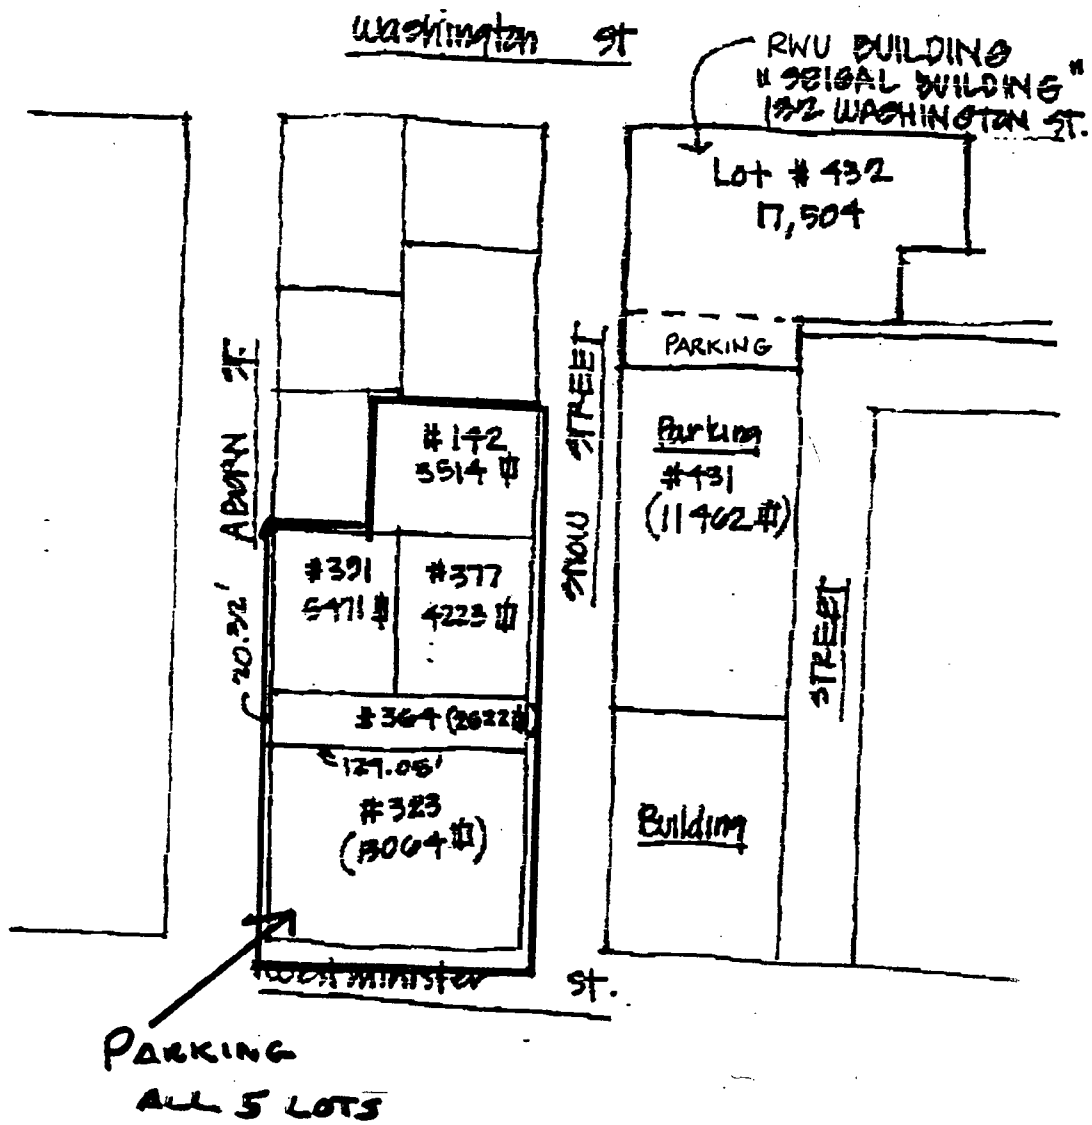 Washington St
RWU BUILDING
"SEIGAL BUILDING"
132 WASHINGTON ST.
Lot #432
17,504
PARKING
ABORN ST.
SNOW STREET
Parking
#431
(11462 #)
STREET
#142
3514 #
#391
5471 #
#377
4223 #
20.32'
#364 (2622 #)
129.05'
#323
(13064 #)
Building
St.
PARKING
ALL 5 LOTS